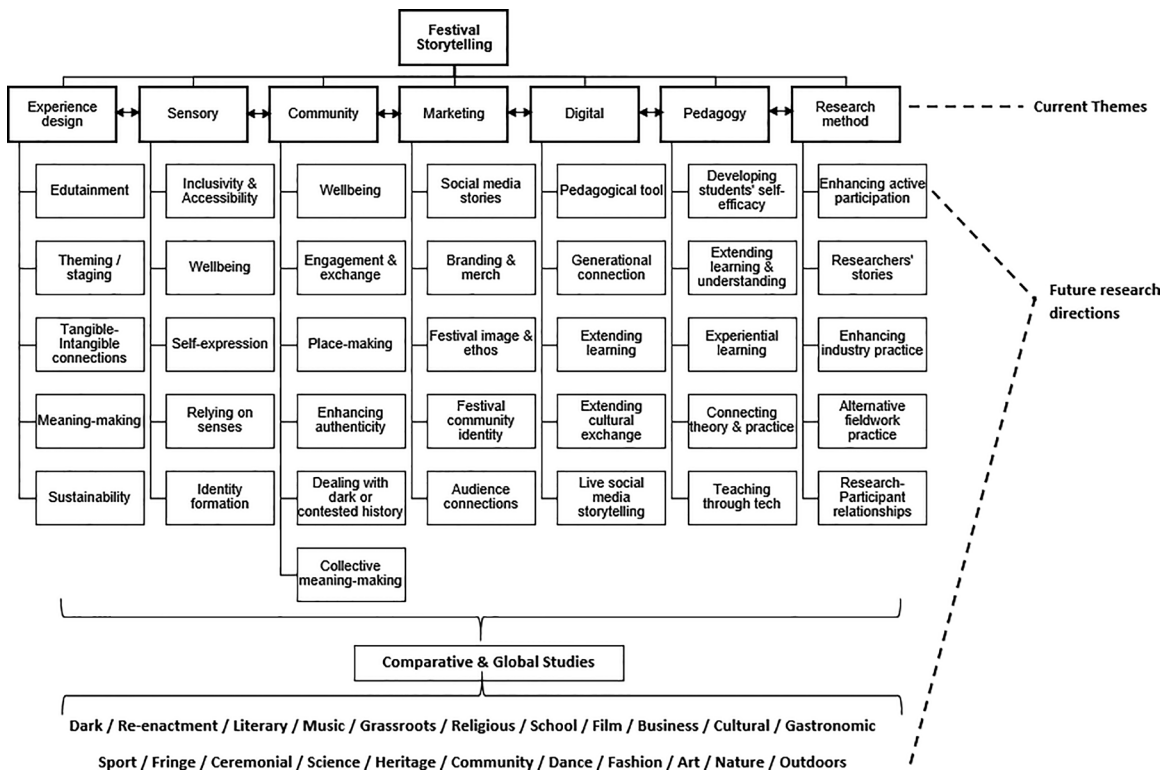 Festival
Storytelling
Experience
design
Sensory
Community
Marketing
Digital
Pedagogy
Research
method
Current Themes
Edutainment
Theming /
staging
Tangible-
Intangible
connections
Meaning-making
Sustainability
Inclusivity &
Accessibility
Wellbeing
Self-expression
Relying on
senses
Identity
formation
Wellbeing
Engagement &
exchange
Place-making
Enhancing
authenticity
Dealing with
dark or
contested history
Collective
meaning-making
Social media
stories
Branding &
merch
Festival image &
ethos
Festival
community
identity
Audience
connections
Pedagogical tool
Generational
connection
Extending
learning
Extending
cultural
exchange
Live social
media
storytelling
Developing
students' self-
efficacy
Extending
learning &
understanding
Experiential
learning
Connecting
theory & practice
Teaching
through tech
Enhancing active
participation
Researchers'
stories
Enhancing
industry practice
Alternative
fieldwork
practice
Research-
Participant
relationships
Future research
directions
Comparative & Global Studies
Dark / Re-enactment / Literary / Music / Grassroots / Religious / School / Film / Business / Cultural / Gastronomic
Sport / Fringe / Ceremonial / Science / Heritage / Community / Dance / Fashion / Art / Nature / Outdoors